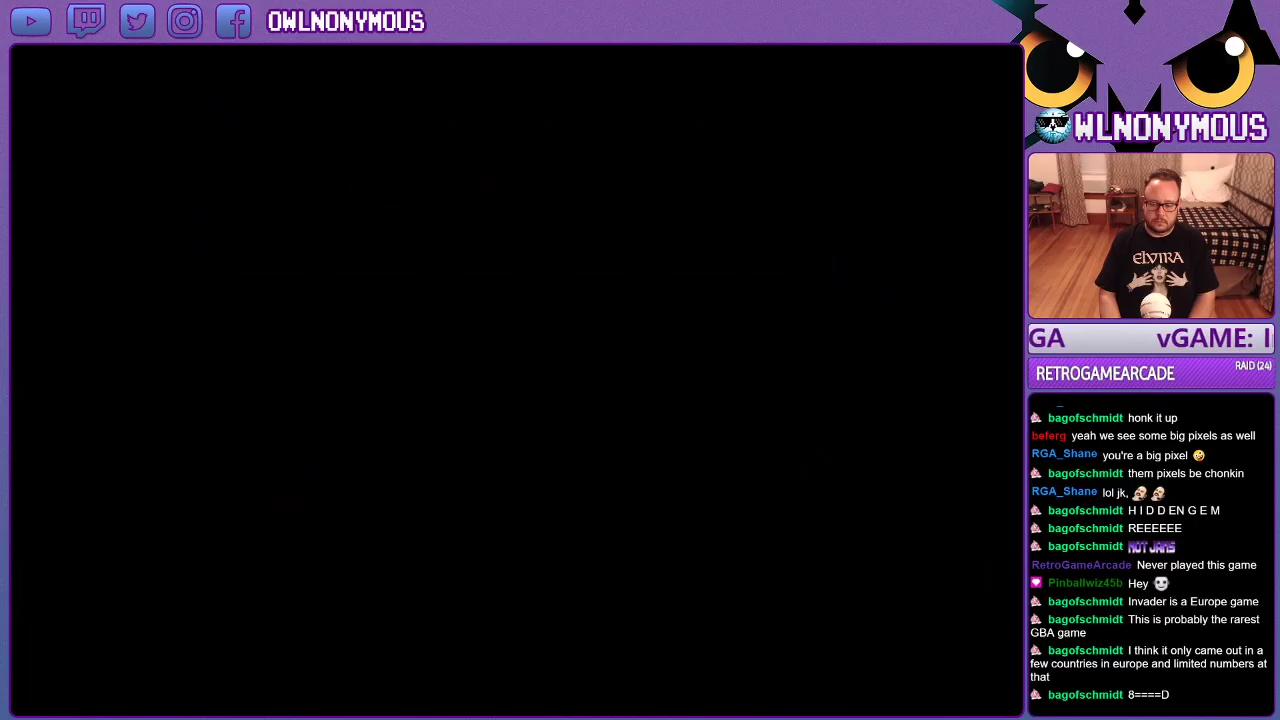 OWLNONYMOUS
WLNONYMOUS
ELVIRA
GA vGAME: I
RETROGAMEARCADE RAID (24)
bagofschmidt honk it up
beferg yeah we see some big pixels as well
RGA_Shane you're a big pixel
bagofschmidt them pixels be chonkin
RGA_Shane lol jk,
bagofschmidt H I D D EN G E M
bagofschmidt REEEEEE
bagofschmidt NOT JAMS
RetroGameArcade Never played this game
Pinballwiz45b Hey
bagofschmidt Invader is a Europe game
bagofschmidt This is probably the rarest
GBA game
bagofschmidt I think it only came out in a
few countries in europe and limited numbers at
that
bagofschmidt 8====D